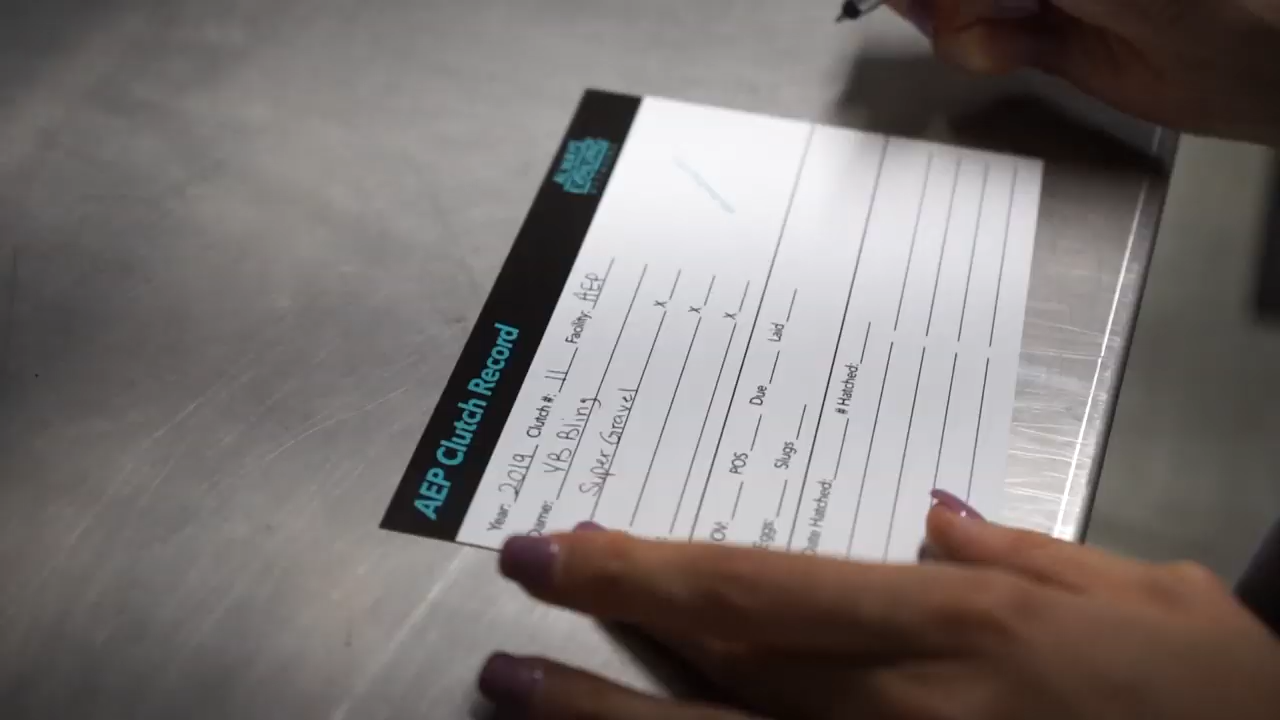 AEP Clutch Record
Year: 2019 Clutch #: 11 Facility: AEP
Dame: YB Bling
Super Gravel
X
X
X
OV: POS Due Laid
Eggs: Slugs
Date Hatched: # Hatched: